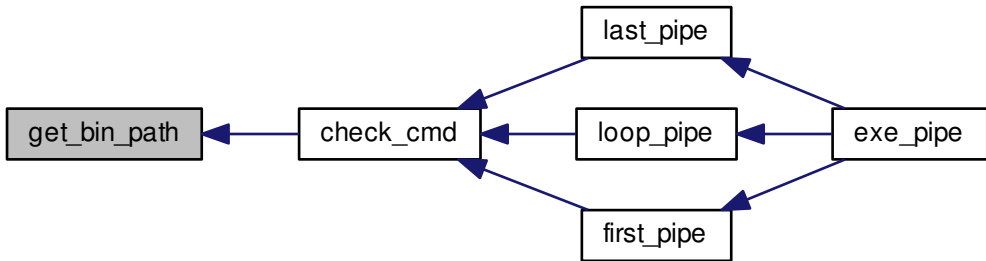 last_pipe
get_bin_path
check_cmd
loop_pipe
exe_pipe
first_pipe